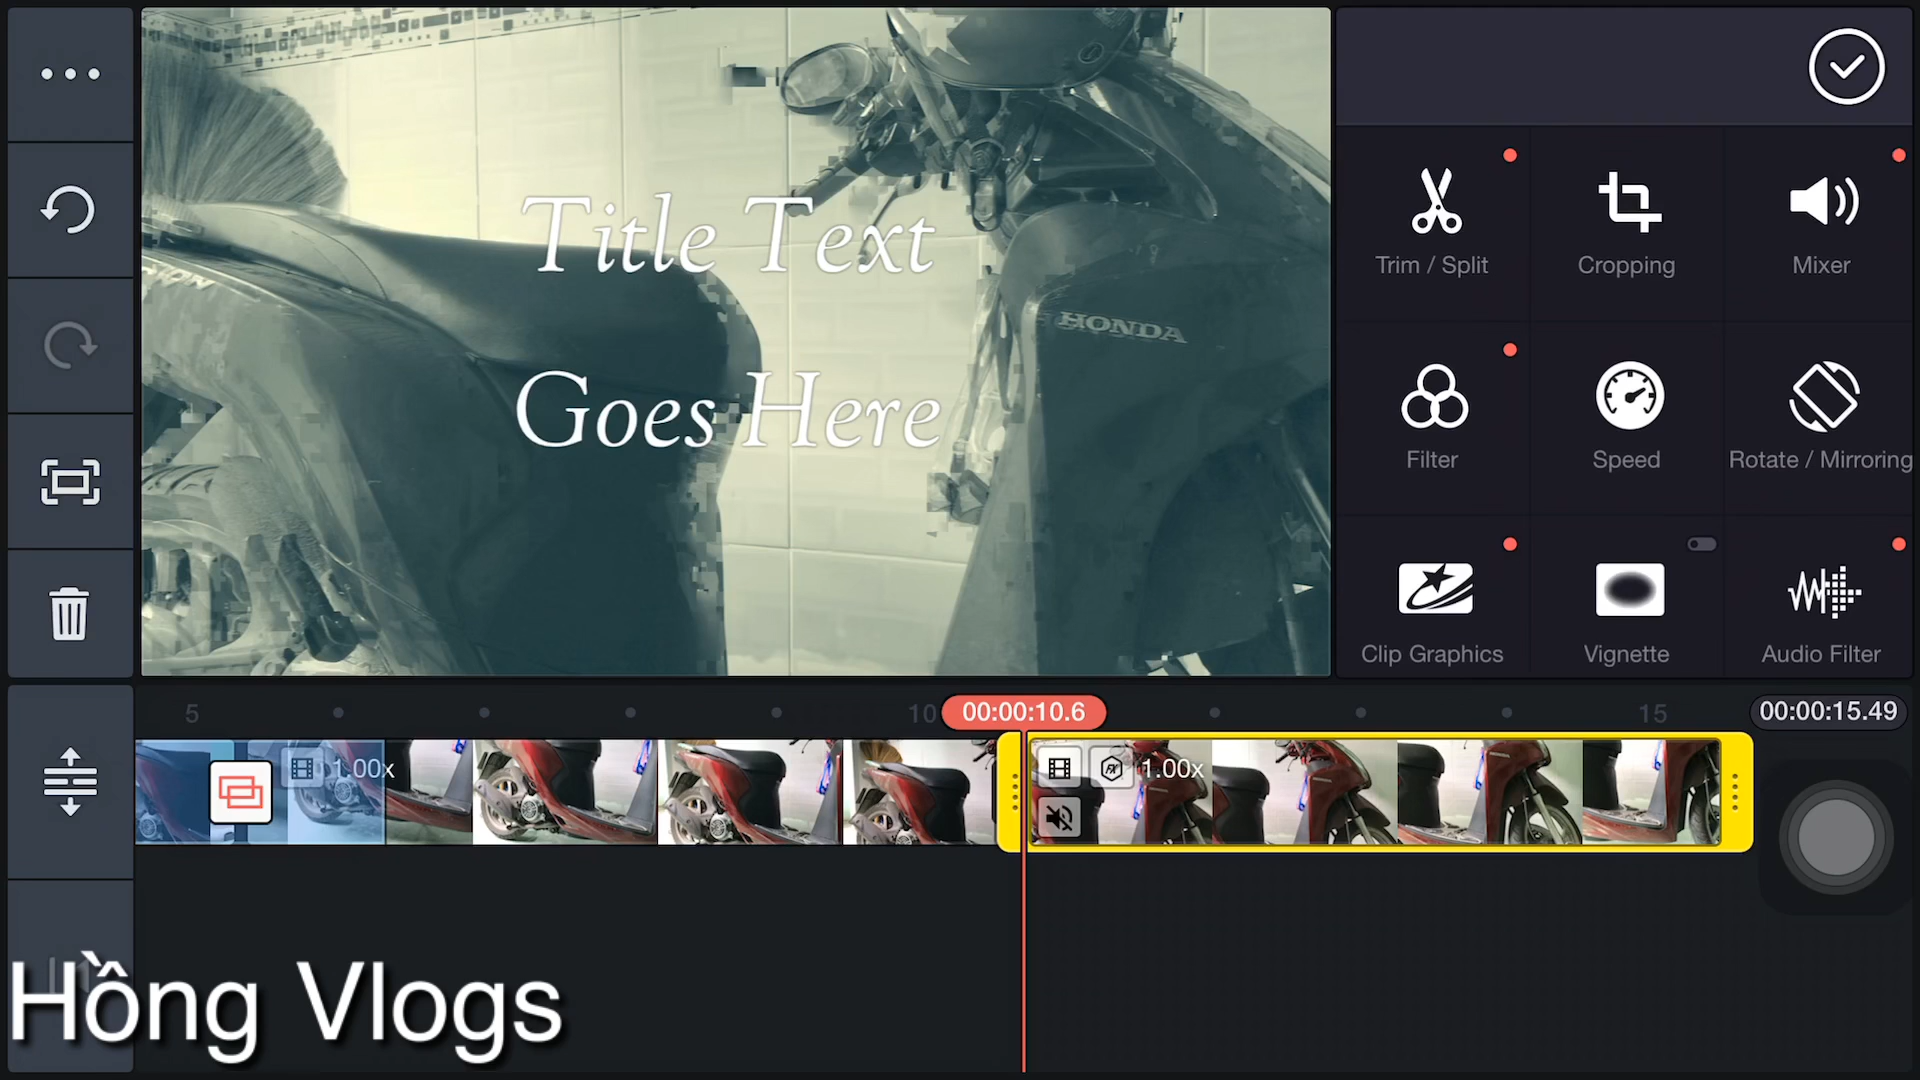 Title Text
Goes Here
HONDA
Trim / Split
Cropping
Mixer
Filter
Speed
Rotate / Mirroring
Clip Graphics
Vignette
Audio Filter
5
10
00:00:10.6
15
00:00:15.49
1.00x
1.00x
Hồng Vlogs